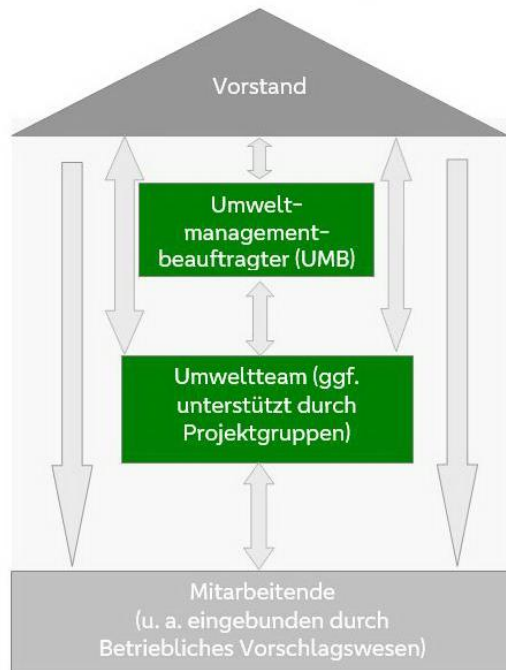 Vorstand
Umwelt-
management-
beauftragter (UMB)
Umweltteam (ggf.
unterstützt durch
Projektgruppen)
Mitarbeitende
(u. a. eingebunden durch
Betriebliches Vorschlagswesen)